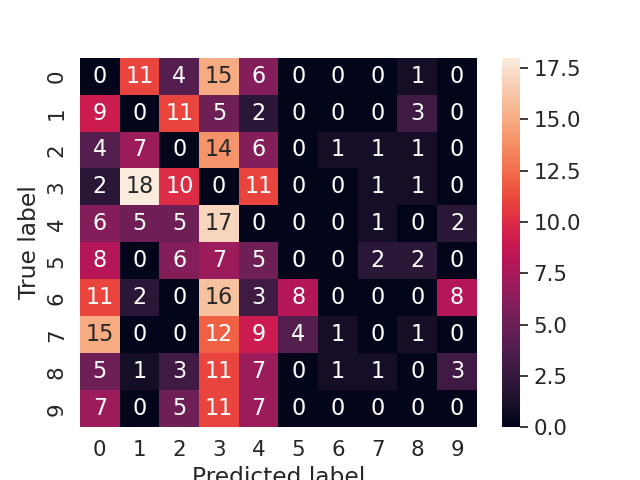 0 0 11 4 15 6 0 0 0 1 0
1 9 0 11 5 2 0 0 0 3 0
2 4 7 0 14 6 0 1 1 1 0
3 2 18 10 0 11 0 0 1 1 0
4 6 5 5 17 0 0 0 1 0 2
5 8 0 6 7 5 0 0 2 2 0
6 11 2 0 16 3 8 0 0 0 8
7 15 0 0 12 9 4 1 0 1 0
8 5 1 3 11 7 0 1 1 0 3
9 7 0 5 11 7 0 0 0 0 0
0 1 2 3 4 5 6 7 8 9
True label
Predicted label
17.5
15.0
12.5
10.0
7.5
5.0
2.5
0.0